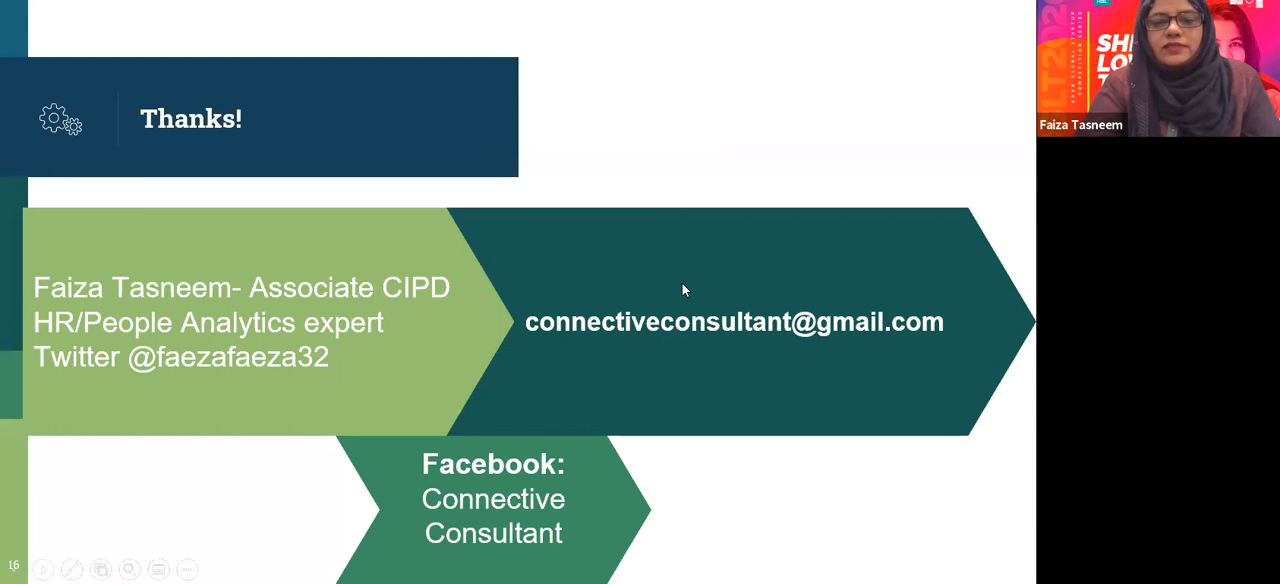 Thanks!
Faiza Tasneem- Associate CIPD
HR/People Analytics expert
Twitter @faezafaeza32
connectiveconsultant@gmail.com
Facebook:
Connective
Consultant
16
Faiza Tasneem